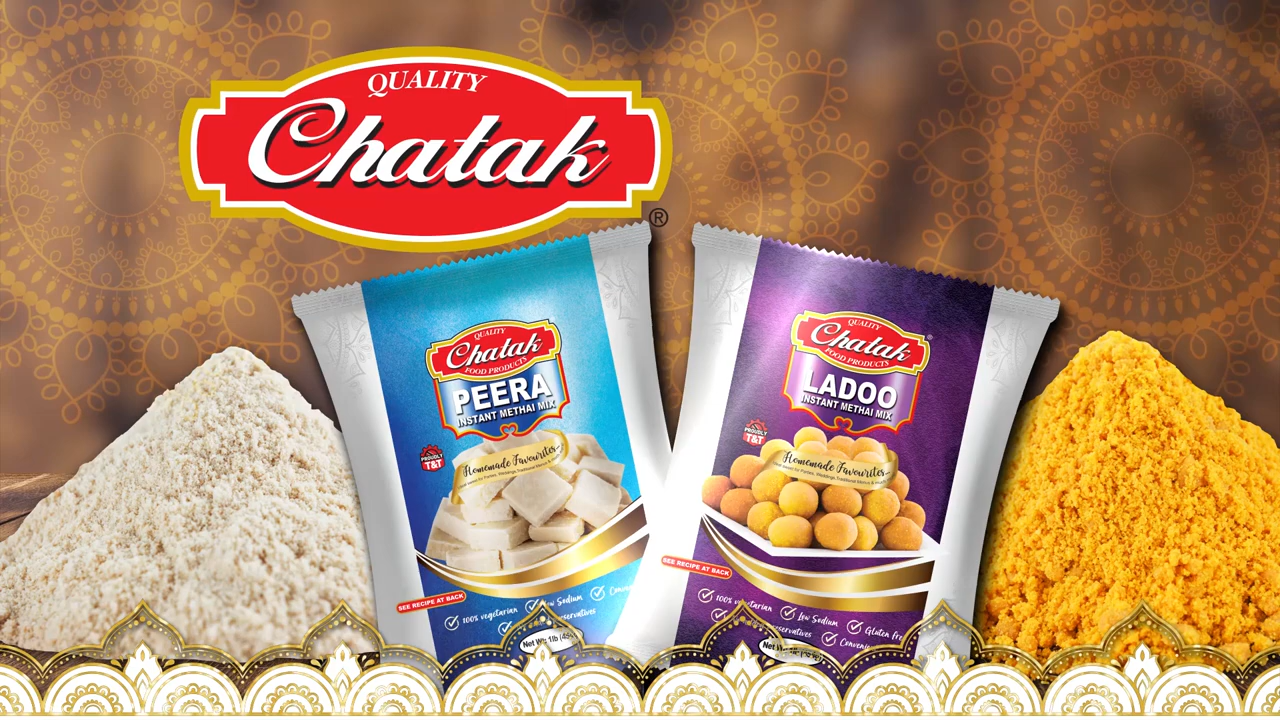 QUALITY
Chatak
®
QUALITY
Chatak
FOOD PRODUCTS
PEERA
INSTANT METHAI MIX
PROUDLY
T&T
Homemade Favourites
SEE RECIPE AT BACK
100% vegetarian
Low Sodium
Net Wt: 1lb
QUALITY
Chatak
®
FOOD PRODUCTS
LADOO
INSTANT METHAI MIX
PROUDLY
T&T
Homemade Favourites
SEE RECIPE AT BACK
100% vegetarian
Low Sodium
Gluten